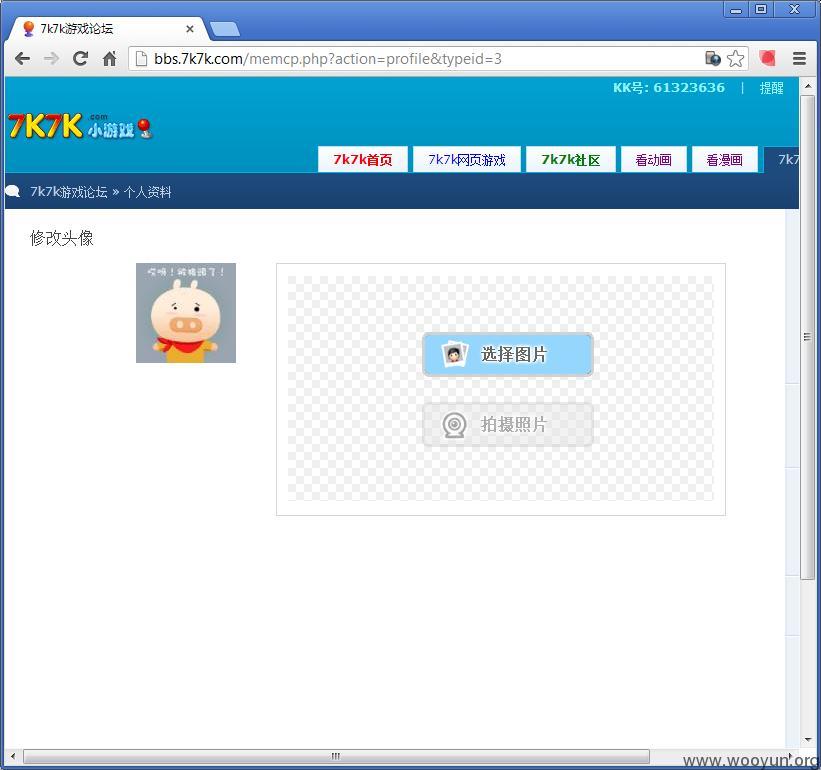 7k7k游戏论坛
bbs.7k7k.com/memcp.php?action=profile&typeid=3
KK号: 61323636 | 提醒
7K7K.com 小游戏
7k7k首页 7k7k网页游戏 7k7k社区 看动画 看漫画 7k7
7k7k游戏论坛 » 个人资料
修改头像
哎呀！被撞頭了！
选择图片
拍摄照片
www.wooyun.org